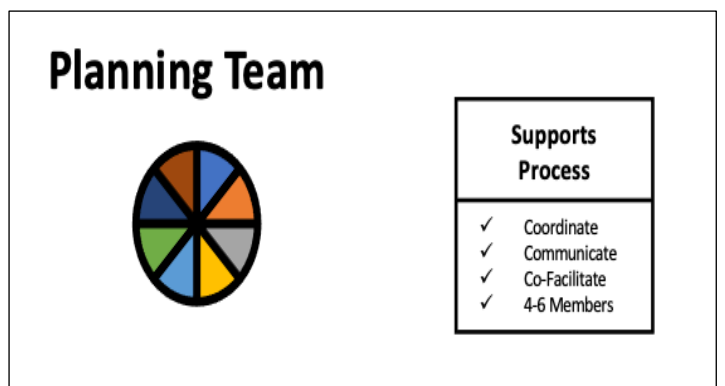 Planning Team
Supports
Process
✓ Coordinate
✓ Communicate
✓ Co-Facilitate
✓ 4-6 Members